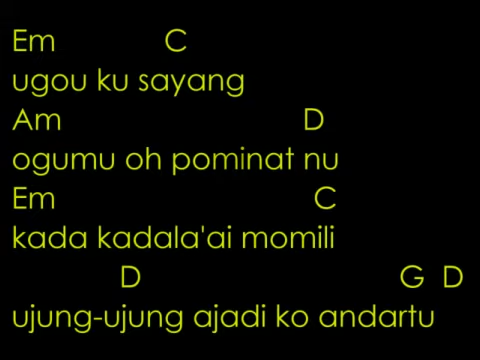 Em C
ugou ku sayang
Am D
ogumu oh pominat nu
Em C
kada kadala'ai momili
D G D
ujung-ujung ajadi ko andartu